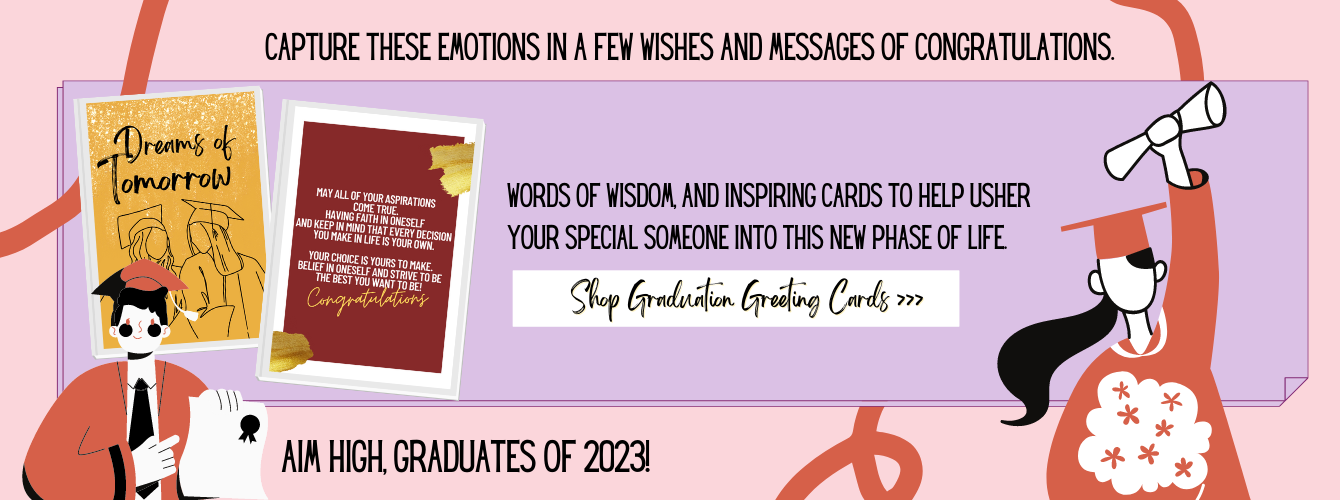 CAPTURE THESE EMOTIONS IN A FEW WISHES AND MESSAGES OF CONGRATULATIONS.
Dreams of
Tomorrow
MAY ALL OF YOUR ASPIRATIONS
COME TRUE.
HAVING FAITH IN ONESELF
AND KEEP IN MIND THAT EVERY DECISION
YOU MAKE IN LIFE IS YOUR OWN.
YOUR CHOICE IS YOURS TO MAKE.
BELIEF IN ONESELF AND STRIVE TO BE
THE BEST YOU WANT TO BE!
Congratulations
WORDS OF WISDOM, AND INSPIRING CARDS TO HELP USHER
YOUR SPECIAL SOMEONE INTO THIS NEW PHASE OF LIFE.
Shop Graduation Greeting Cards >>>
AIM HIGH, GRADUATES OF 2023!